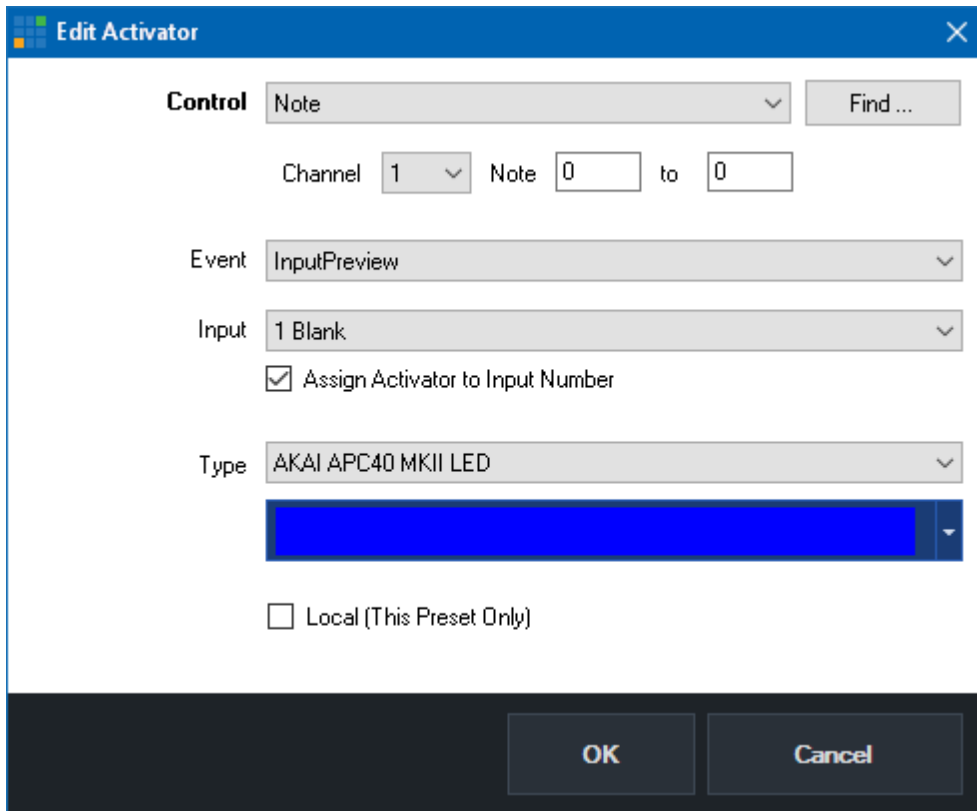 Edit Activator
Control Note Find ...
Channel 1 Note 0 to 0
Event InputPreview
Input 1 Blank
Assign Activator to Input Number
Type AKAI APC40 MKII LED
Local (This Preset Only)
OK Cancel